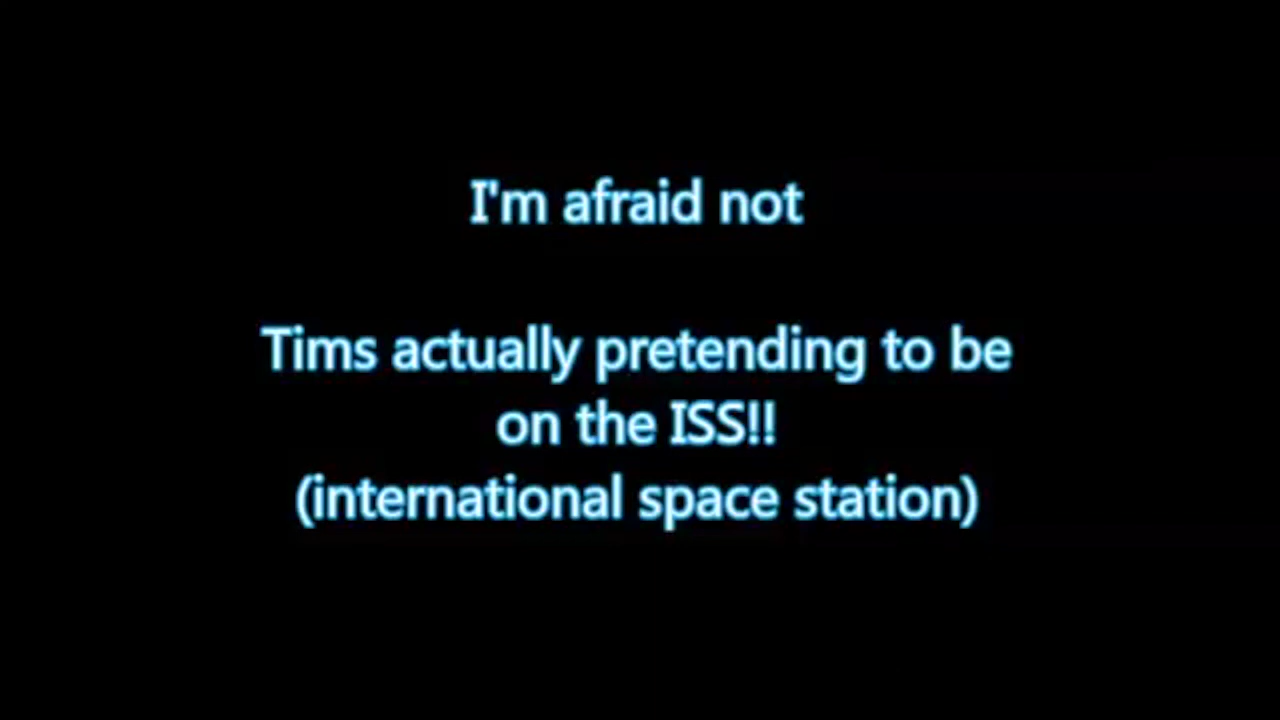 I'm afraid not
Tims actually pretending to be
on the ISS!!
(international space station)